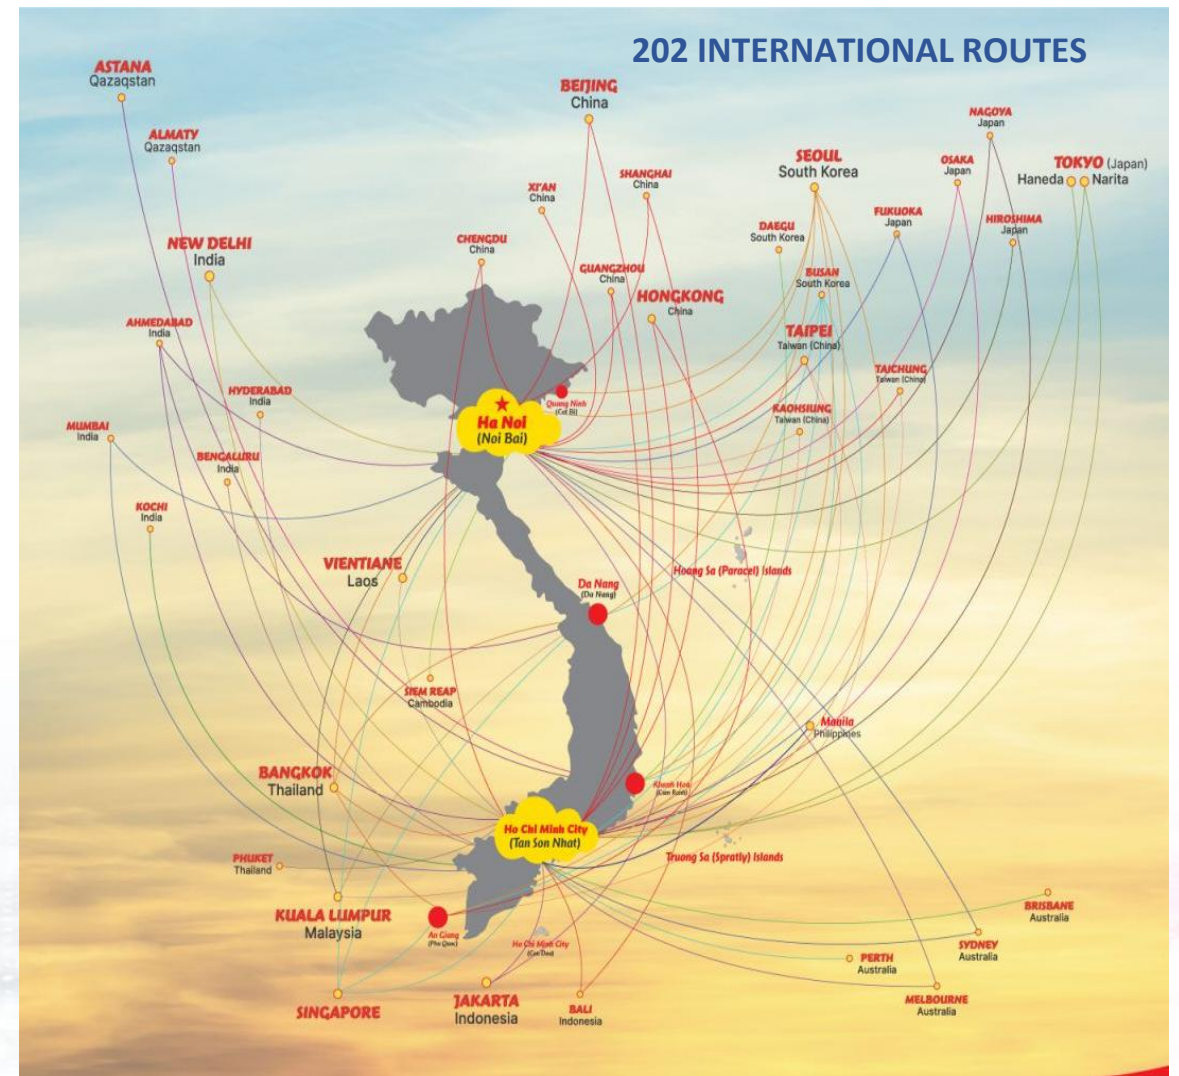 202 INTERNATIONAL ROUTES
ASTANA
Qazaqstan
ALMATY
Qazaqstan
BEIJING
China
NAGOYA
Japan
SEOUL
South Korea
OSAKA
Japan
TOKYO (Japan)
Haneda
Narita
SHANGHAI
China
XI'AN
China
NEW DELHI
India
CHENGDU
China
GUANGZHOU
China
HONGKONG
China
DAEGU
South Korea
FUKUOKA
Japan
HIROSHIMA
Japan
BUSAN
South Korea
AHMEDABAD
India
TAIPEI
Taiwan (China)
TAICHUNG
Taiwan (China)
HYDERABAD
India
Quang Ninh
(Cat Bi)
KAOHSIUNG
Taiwan (China)
MUMBAI
India
Ha Noi
(Noi Bai)
BENGALURU
India
KOCHI
India
VIENTIANE
Laos
Hoang Sa (Paracel) Islands
Da Nang
(Da Nang)
SIEM REAP
Cambodia
Manila
Philippines
BANGKOK
Thailand
Khanh Hoa
(Cam Ranh)
Ho Chi Minh City
(Tan Son Nhat)
PHUKET
Thailand
Truong Sa (Spratly) Islands
KUALA LUMPUR
Malaysia
An Giang
(Phu Quoc)
Ho Chi Minh City
(Con Dao)
BRISBANE
Australia
SYDNEY
Australia
PERTH
Australia
MELBOURNE
Australia
SINGAPORE
JAKARTA
Indonesia
BALI
Indonesia